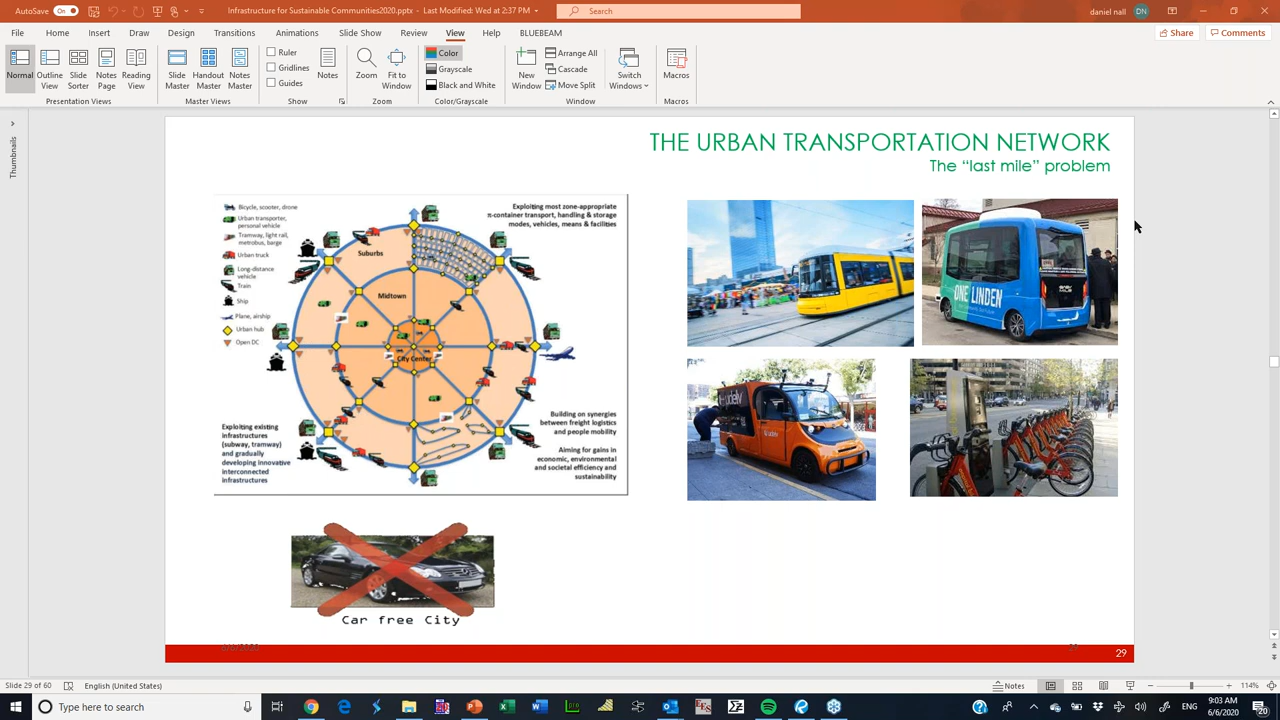 AutoSave
On
Infrastructure for Sustainable Communities2020.pptx - Last Modified: Wed at 2:37 PM
Search
daniel nall
DN
File
Home
Insert
Draw
Design
Transitions
Animations
Slide Show
Review
View
Help
BLUEBEAM
Share
Comments
Normal
Outline
View
Slide
Sorter
Notes
Page
Reading
View
Presentation Views
Slide
Master
Handout
Master
Notes
Master
Master Views
Ruler
Gridlines
Guides
Notes
Show
Zoom
Fit to
Window
Zoom
Color
Grayscale
Black and White
Color/Grayscale
New
Window
Arrange All
Cascade
Move Split
Switch
Windows
Window
Macros
Macros
Thumbnails
THE URBAN TRANSPORTATION NETWORK
The “last mile” problem
Bicycle, scooter, drone
Urban transporter,
personal vehicle
Tramway, light rail,
metrobus, barge
Urban truck
Long-distance
vehicle
Train
Ship
Plane, airship
Urban hub
Open DC
Exploiting most zone-appropriate
π-container transport, handling & storage
modes, vehicles, means & facilities
Suburbs
Midtown
City Center
Exploiting existing
infrastructures
(subway, tramway)
and gradually
developing innovative
interconnected
infrastructures
Building on synergies
between freight logistics
and people mobility
Aiming for gains in
economic, environmental
and societal efficiency and
sustainability
ONE LINDEN
udely
Car free City
29
Slide 29 of 60
English (United States)
Notes
114%
Type here to search
9:03 AM
6/6/2020